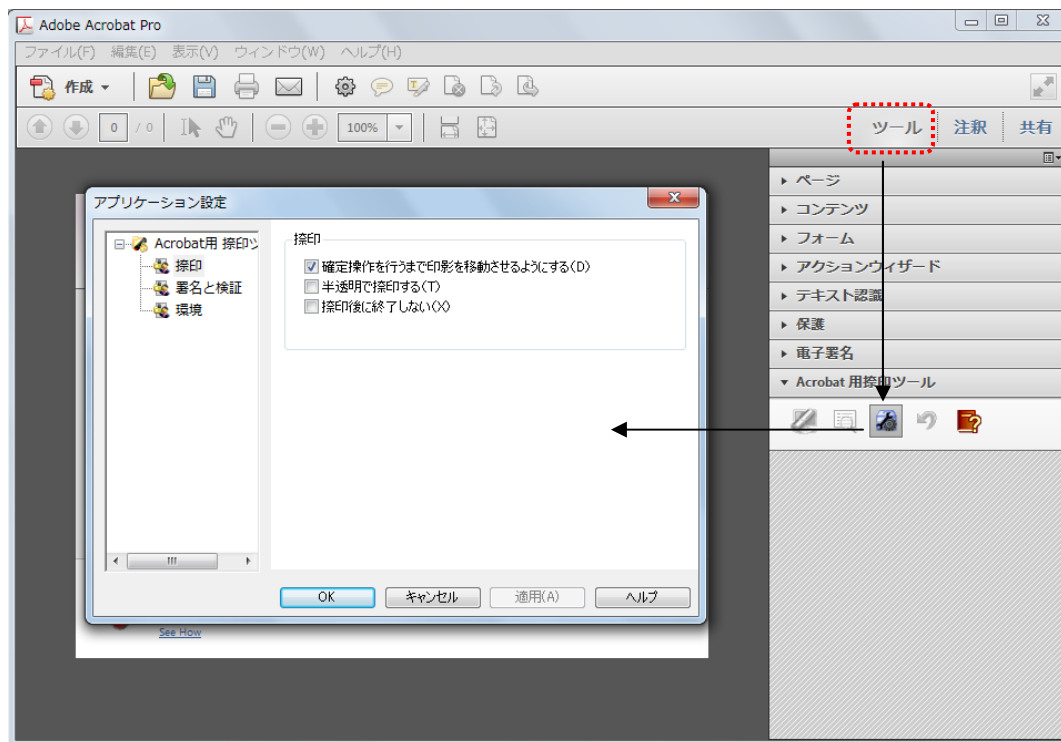 Adobe Acrobat Pro
ファイル(F) 編集(E) 表示(V) ウィンドウ(W) ヘルプ(H)
作成
0 / 0 100%
ツール 注釈 共有
ページ
コンテンツ
フォーム
アクションウィザード
テキスト認識
保護
電子署名
Acrobat 用捺印ツール
アプリケーション設定
Acrobat用 捺印ツ
捺印
署名と検証
環境
捺印
確定操作を行うまで印影を移動させるようにする(D)
半透明で捺印する(T)
捺印後に終了しない(X)
OK キャンセル 適用(A) ヘルプ
See How